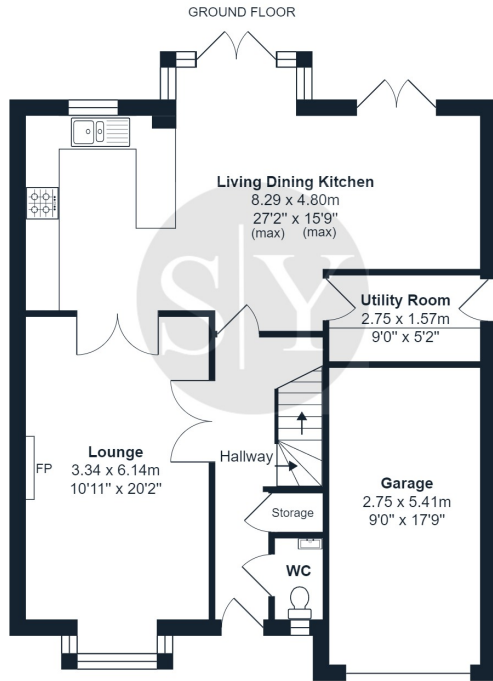 GROUND FLOOR
Living Dining Kitchen
8.29 x 4.80m
27'2" x 15'9"
(max) (max)
S|Y
Utility Room
2.75 x 1.57m
9'0" x 5'2"
Lounge
3.34 x 6.14m
10'11" x 20'2"
FP
Hallway
Storage
WC
Garage
2.75 x 5.41m
9'0" x 17'9"